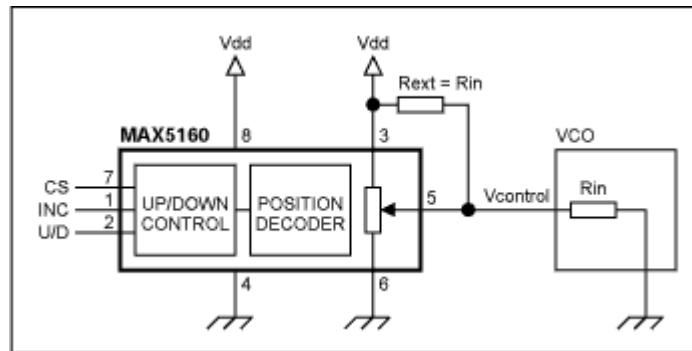 Vdd
Vdd
Rext = Rin
MAX5160
8
3
VCO
CS
7
UP/DOWN
CONTROL
POSITION
DECODER
INC
1
U/D
2
5
Vcontrol
Rin
4
6